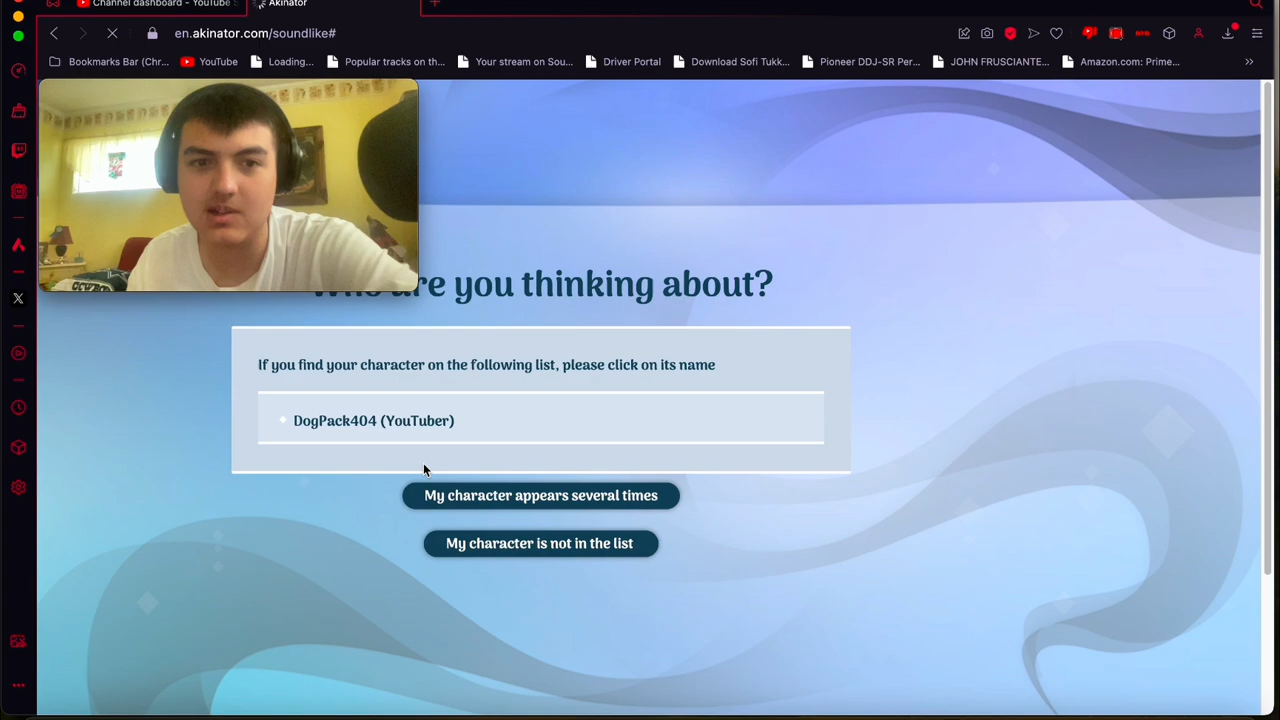 Channel dashboard - YouTube S
Akinator
en.akinator.com/soundlike#
Bookmarks Bar (Chr... YouTube Loading... Popular tracks on th... Your stream on Sou... Driver Portal Download Sofi Tukk... Pioneer DDJ-SR Per... JOHN FRUSCIANTE... Amazon.com: Prime...
are you thinking about?
If you find your character on the following list, please click on its name
DogPack404 (YouTuber)
My character appears several times
My character is not in the list